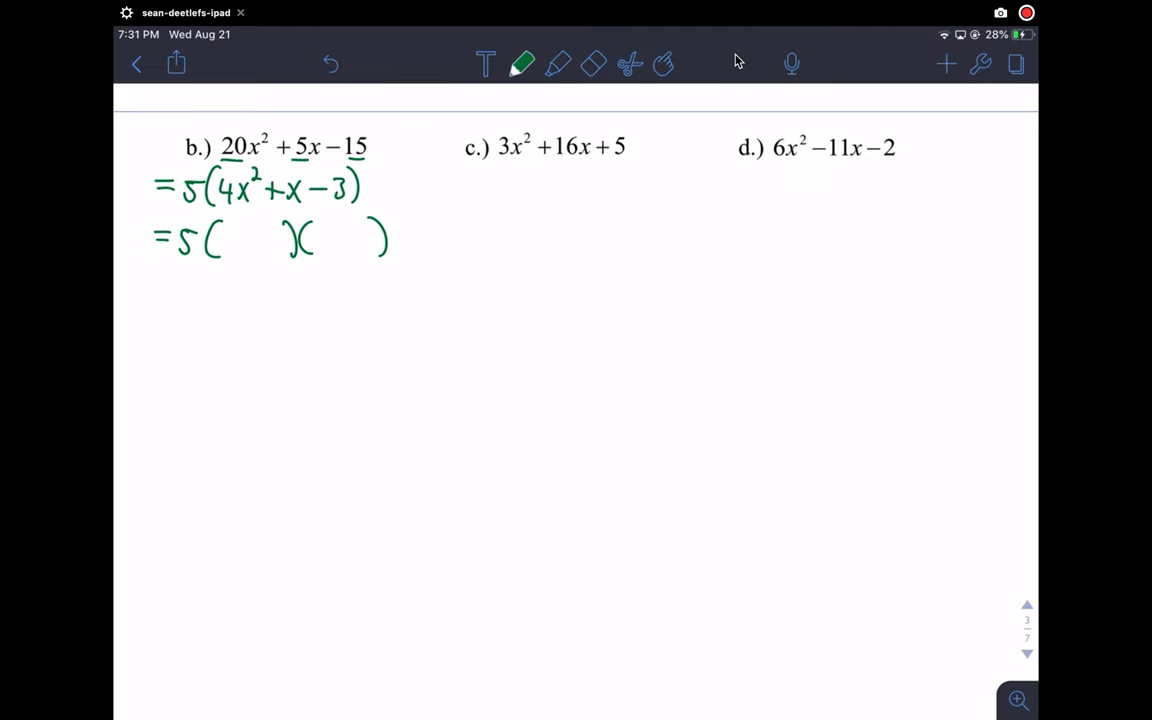 sean-deetlefs-ipad ×
7:31 PM Wed Aug 21 28%
T
b.) 20x² + 5x − 15 c.) 3x² + 16x + 5 d.) 6x² − 11x − 2
= 5(4x² + x − 3)
= 5( )( )
3
7